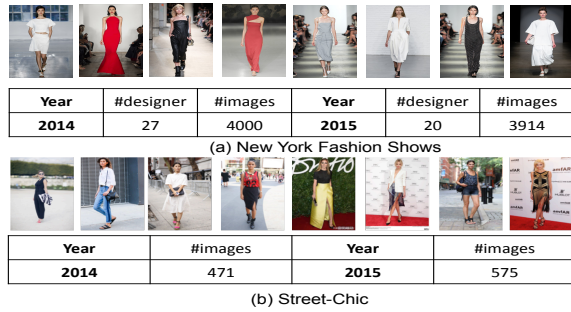 Year #designer #images Year #designer #images
2014 27 4000 2015 20 3914
(a) New York Fashion Shows
Year #images Year #images
2014 471 2015 575
(b) Street-Chic